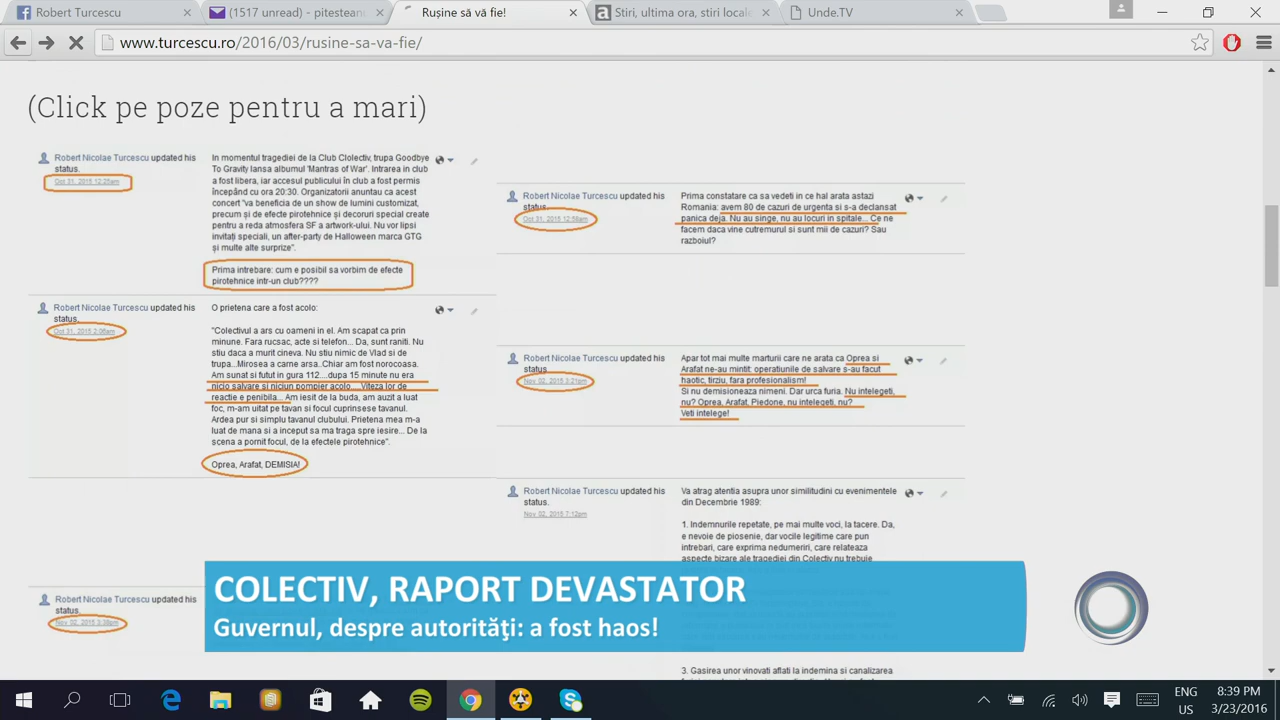 Robert Turcescu
(1517 unread) - pitestean
Rușine să vă fie!
Stiri, ultima ora, stiri locale
Unde.TV
www.turcescu.ro/2016/03/rusine-sa-va-fie/
(Click pe poze pentru a mari)
Robert Nicolae Turcescu updated his
status.
Oct 31, 2015 12:25am
In momentul tragediei de la Club Clolectiv, trupa Goodbye
To Gravity lansa albumul 'Mantras of War'. Intrarea in club
a fost libera, iar accesul publicului în club a fost permis
începând cu ora 20:30. Organizatorii anuntau ca acest
concert "va beneficia de un show de lumini customizat,
precum și de efecte pirotehnice și decoruri special create
pentru a reda atmosfera SF a artwork-ului. Nu vor lipsi
invitați speciali, un after-party de Halloween marca GTG
și multe alte surprize".
Prima intrebare: cum e posibil sa vorbim de efecte
pirotehnice intr-un club????
Robert Nicolae Turcescu updated his
status.
Oct 31, 2015 12:58am
Prima constatare ca sa vedeti in ce hal arata astazi
Romania: avem 80 de cazuri de urgenta si s-a declansat
panica deja. Nu au singe, nu au locuri in spitale... Ce ne
facem daca vine cutremurul si sunt mii de cazuri? Sau
razboiul?
Robert Nicolae Turcescu updated his
status.
Oct 31, 2015 2:06am
O prietena care a fost acolo:
"Colectivul a ars cu oameni in el. Am scapat ca prin
minune. Fara rucsac, acte si telefon... Da, sunt raniti. Nu
stiu daca a murit cineva. Nu stiu nimic de Vlad si de
trupa...Mirosea a carne arsa..Chiar am fost norocoasa.
Am sunat si futut in gura 112....dupa 15 minute nu era
nicio salvare si niciun pompier acolo....Viteza lor de
reactie e penibila... Am iesit de la buda, am auzit a luat
foc, m-am uitat pe tavan si focul cuprinsese tavanul.
Ardea pur si simplu tavanul clubului. Prietena mea m-a
luat de mana si a inceput sa ma traga spre iesire... De la
scena a pornit focul, de la efectele pirotehnice".
Oprea, Arafat, DEMISIA!
Robert Nicolae Turcescu updated his
status.
Nov 02, 2015 3:21pm
Apar tot mai multe marturii care ne arata ca Oprea si
Arafat ne-au mintit: operatiunile de salvare s-au facut
haotic, tirziu, fara profesionalism!
Si nu demisioneaza nimeni. Dar urca furia. Nu intelegeti,
nu? Oprea, Arafat, Piedone, nu intelegeti, nu?
Veti intelege!
Robert Nicolae Turcescu updated his
status.
Nov 02, 2015 7:12pm
Va atrag atentia asupra unor similitudini cu evenimentele
din Decembrie 1989:
1. Indemnurile repetate, pe mai multe voci, la tacere. Da,
e nevoie de piosenie, dar vocile legitime care pun
intrebari, care exprima nedumeriri, care relateaza
aspecte bizare ale tragediei din Colectiv nu trebuie
Robert Nicolae Turcescu updated his
status.
COLECTIV, RAPORT DEVASTATOR
Guvernul, despre autorităţi: a fost haos!
3. Gasirea unor vinovati aflati la indemina si canalizarea
ENG
US
8:39 PM
3/23/2016